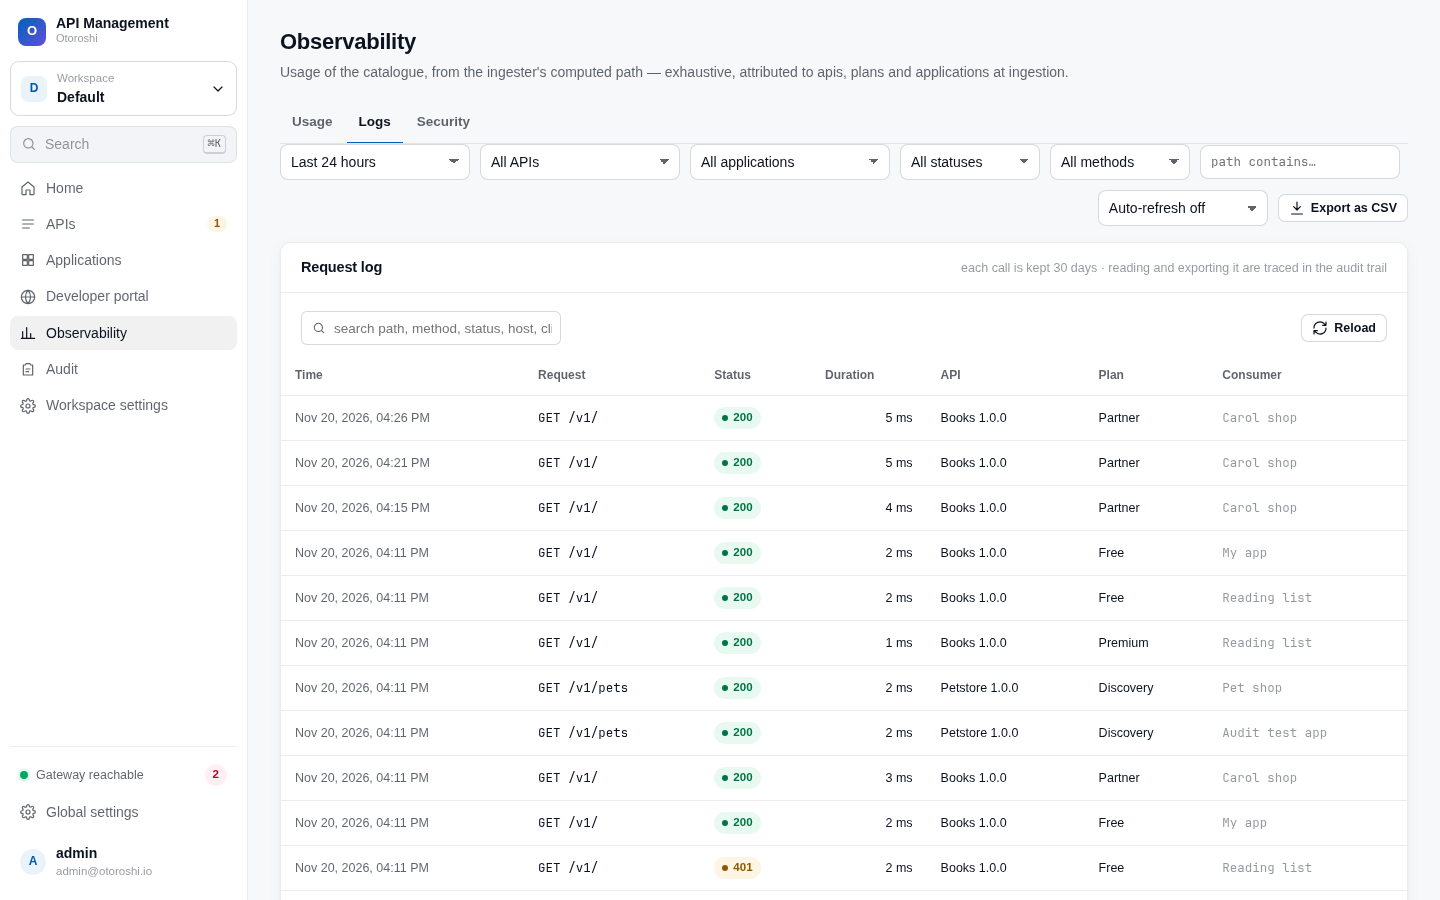 API Management
Otoroshi
O
D
Workspace
Default
Search
⌘K
Home
APIs 1
Applications
Developer portal
Observability
Audit
Workspace settings
Gateway reachable 2
Global settings
A
admin
admin@otoroshi.io
Observability
Usage of the catalogue, from the ingester's computed path — exhaustive, attributed to apis, plans and applications at ingestion.
Usage Logs Security
Last 24 hours All APIs All applications All statuses All methods path contains…
Auto-refresh off Export as CSV
Request log each call is kept 30 days · reading and exporting it are traced in the audit trail
search path, method, status, host, cli Reload
Time Request Status Duration API Plan Consumer
Nov 20, 2026, 04:26 PM GET /v1/ 200 5 ms Books 1.0.0 Partner Carol shop
Nov 20, 2026, 04:21 PM GET /v1/ 200 5 ms Books 1.0.0 Partner Carol shop
Nov 20, 2026, 04:15 PM GET /v1/ 200 4 ms Books 1.0.0 Partner Carol shop
Nov 20, 2026, 04:11 PM GET /v1/ 200 2 ms Books 1.0.0 Free My app
Nov 20, 2026, 04:11 PM GET /v1/ 200 2 ms Books 1.0.0 Free Reading list
Nov 20, 2026, 04:11 PM GET /v1/ 200 1 ms Books 1.0.0 Premium Reading list
Nov 20, 2026, 04:11 PM GET /v1/pets 200 2 ms Petstore 1.0.0 Discovery Pet shop
Nov 20, 2026, 04:11 PM GET /v1/pets 200 2 ms Petstore 1.0.0 Discovery Audit test app
Nov 20, 2026, 04:11 PM GET /v1/ 200 3 ms Books 1.0.0 Partner Carol shop
Nov 20, 2026, 04:11 PM GET /v1/ 200 2 ms Books 1.0.0 Free My app
Nov 20, 2026, 04:11 PM GET /v1/ 401 2 ms Books 1.0.0 Free Reading list